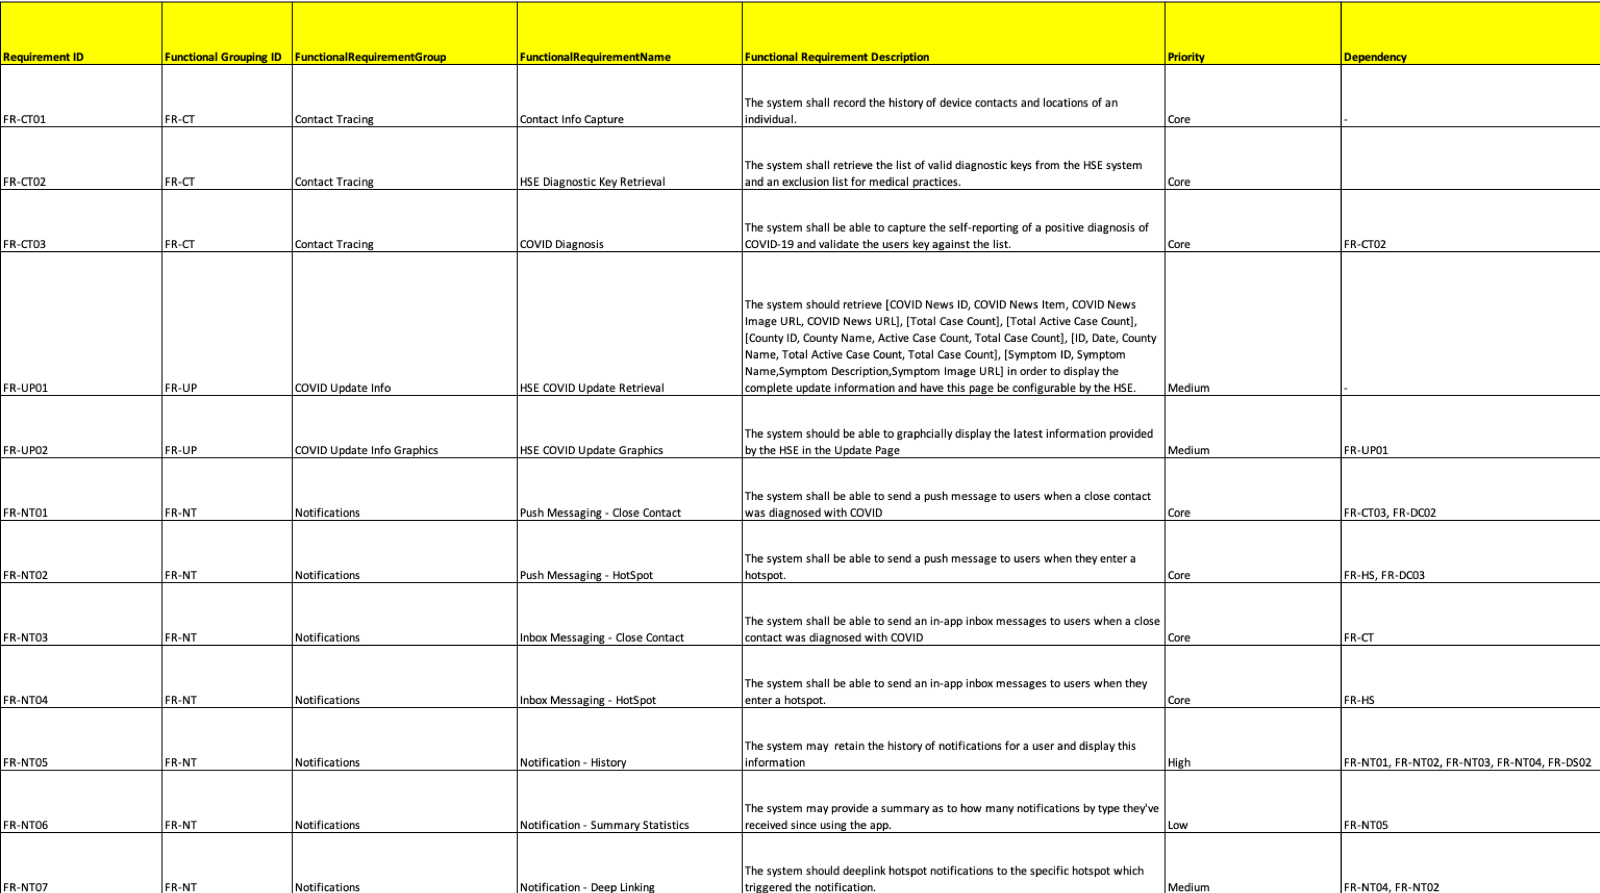 Requirement ID Functional Grouping ID FunctionalRequirementGroup FunctionalRequirementName Functional Requirement Description Priority Dependency
The system shall record the history of device contacts and locations of an
FR-CT01 FR-CT Contact Tracing Contact Info Capture individual. Core -
The system shall retrieve the list of valid diagnostic keys from the HSE system
FR-CT02 FR-CT Contact Tracing HSE Diagnostic Key Retrieval and an exclusion list for medical practices. Core
The system shall be able to capture the self-reporting of a positive diagnosis of
FR-CT03 FR-CT Contact Tracing COVID Diagnosis COVID-19 and validate the users key against the list. Core FR-CT02
The system should retrieve [COVID News ID, COVID News Item, COVID News
Image URL, COVID News URL], [Total Case Count], [Total Active Case Count],
[County ID, County Name, Active Case Count, Total Case Count], [ID, Date, County
Name, Total Active Case Count, Total Case Count], [Symptom ID, Symptom
Name,Symptom Description,Symptom Image URL] in order to display the
FR-UP01 FR-UP COVID Update Info HSE COVID Update Retrieval complete update information and have this page be configurable by the HSE. Medium -
The system should be able to graphcially display the latest information provided
FR-UP02 FR-UP COVID Update Info Graphics HSE COVID Update Graphics by the HSE in the Update Page Medium FR-UP01
The system shall be able to send a push message to users when a close contact
FR-NT01 FR-NT Notifications Push Messaging - Close Contact was diagnosed with COVID Core FR-CT03, FR-DC02
The system shall be able to send a push message to users when they enter a
FR-NT02 FR-NT Notifications Push Messaging - HotSpot hotspot. Core FR-HS, FR-DC03
The system shall be able to send an in-app inbox messages to users when a close
FR-NT03 FR-NT Notifications Inbox Messaging - Close Contact contact was diagnosed with COVID Core FR-CT
The system shall be able to send an in-app inbox messages to users when they
FR-NT04 FR-NT Notifications Inbox Messaging - HotSpot enter a hotspot. Core FR-HS
The system may  retain the history of notifications for a user and display this
FR-NT05 FR-NT Notifications Notification - History information High FR-NT01, FR-NT02, FR-NT03, FR-NT04, FR-DS02
The system may provide a summary as to how many notifications by type they've
FR-NT06 FR-NT Notifications Notification - Summary Statistics received since using the app. Low FR-NT05
The system should deeplink hotspot notifications to the specific hotspot which
FR-NT07 FR-NT Notifications Notification - Deep Linking triggered the notification. Medium FR-NT04, FR-NT02